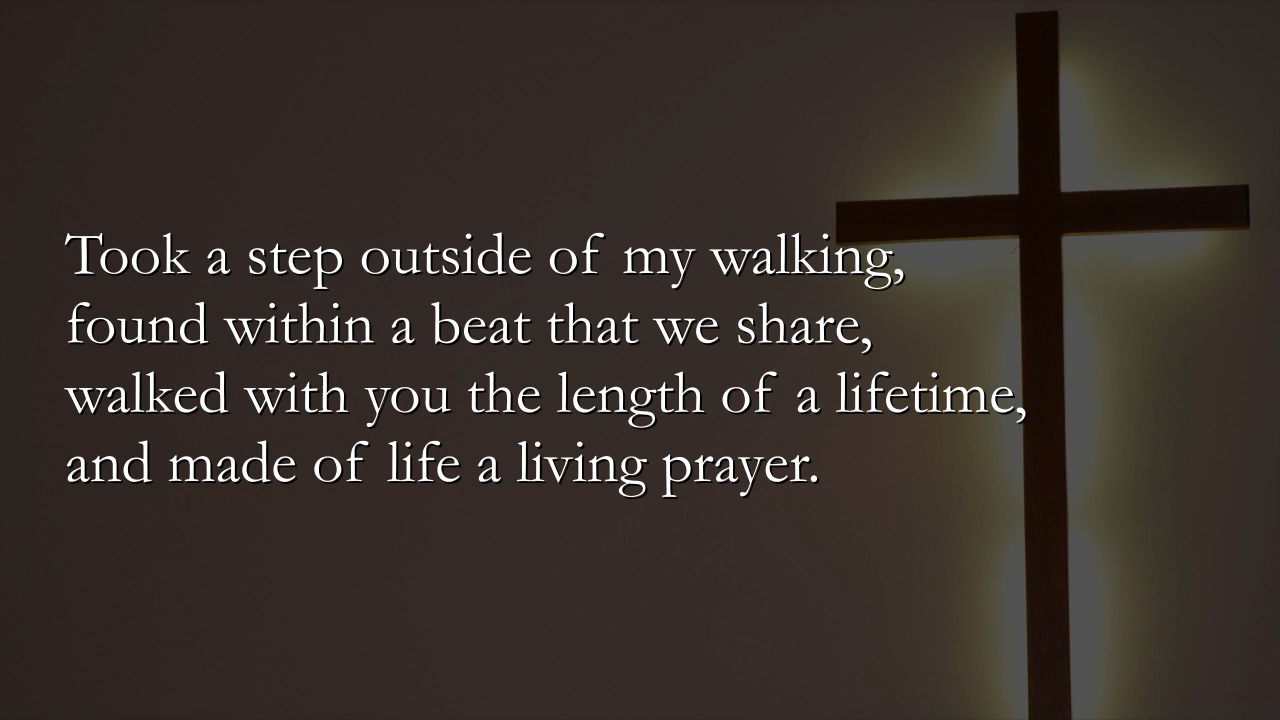 Took a step outside of my walking,
found within a beat that we share,
walked with you the length of a lifetime,
and made of life a living prayer.